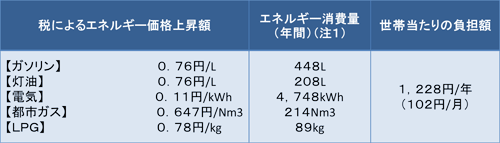 税によるエネルギー価格上昇額 エネルギー消費量 世帯当たりの負担額
(年間)(注1)
【ガソリン】 0.76円/L 448L
【灯油】 0.76円/L 208L
【電気】 0.11円/kWh 4,748kWh 1,228円/年
【都市ガス】 0.647円/Nm3 214Nm3 (102円/月)
【LPG】 0.78円/kg 89kg